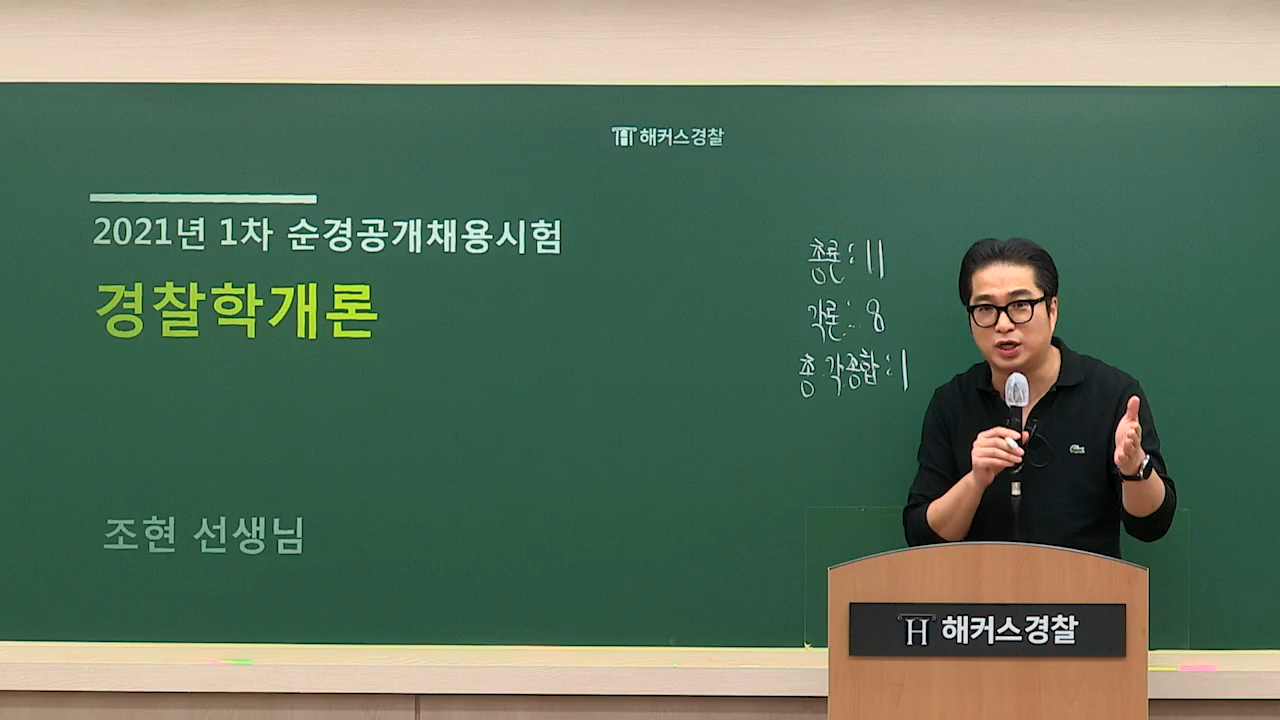 해커스경찰
2021년 1차 순경공개채용시험
경찰학개론
총론 : 11
각론 : 8
총·각종합 : 1
조현 선생님
H 해커스경찰